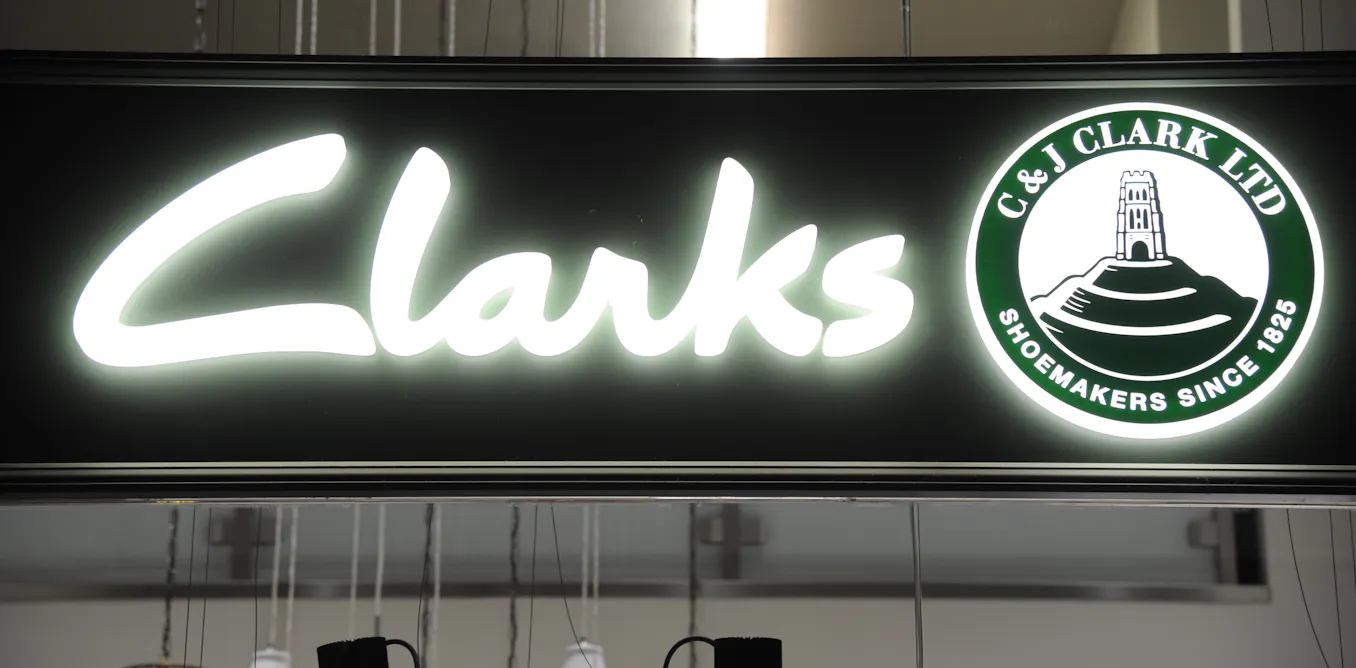 Clarks
C & J CLARK LTD
SHOEMAKERS SINCE 1825